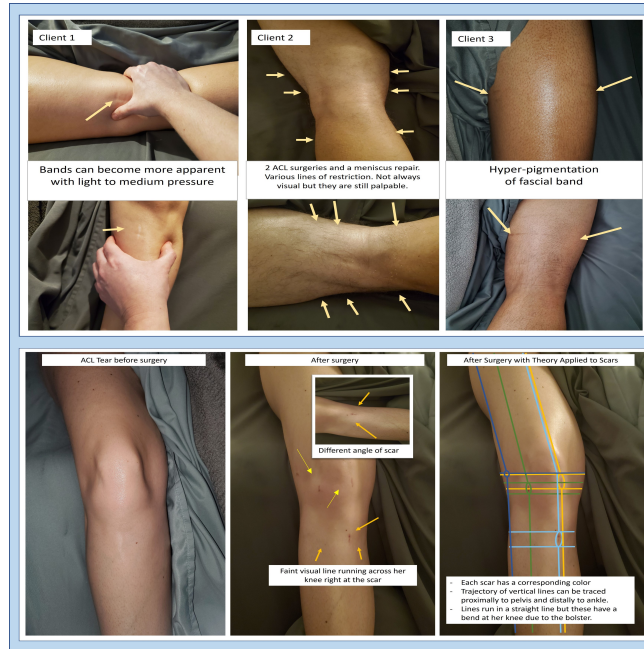 Client 1
Client 2
Client 3
Bands can become more apparent
with light to medium pressure
2 ACL surgeries and a meniscus repair.
Various lines of restriction. Not always
visual but they are still palpable.
Hyper-pigmentation
of fascial band
ACL Tear before surgery
After surgery
After Surgery with Theory Applied to Scars
Different angle of scar
Faint visual line running across her
knee right at the scar
- Each scar has a corresponding color
- Trajectory of vertical lines can be traced
proximally to pelvis and distally to ankle.
- Lines run in a straight line but these have a
bend at her knee due to the bolster.